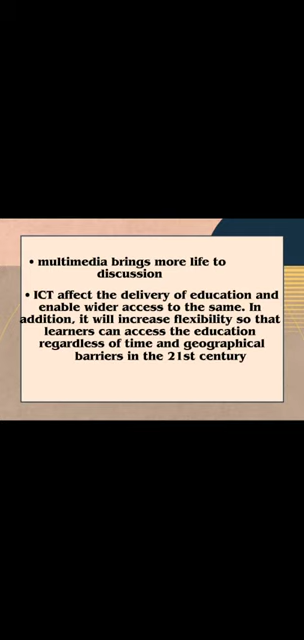 • multimedia brings more life to
discussion
• ICT affect the delivery of education and
enable wider access to the same. In
addition, it will increase flexibility so that
learners can access the education
regardless of time and geographical
barriers in the 21st century